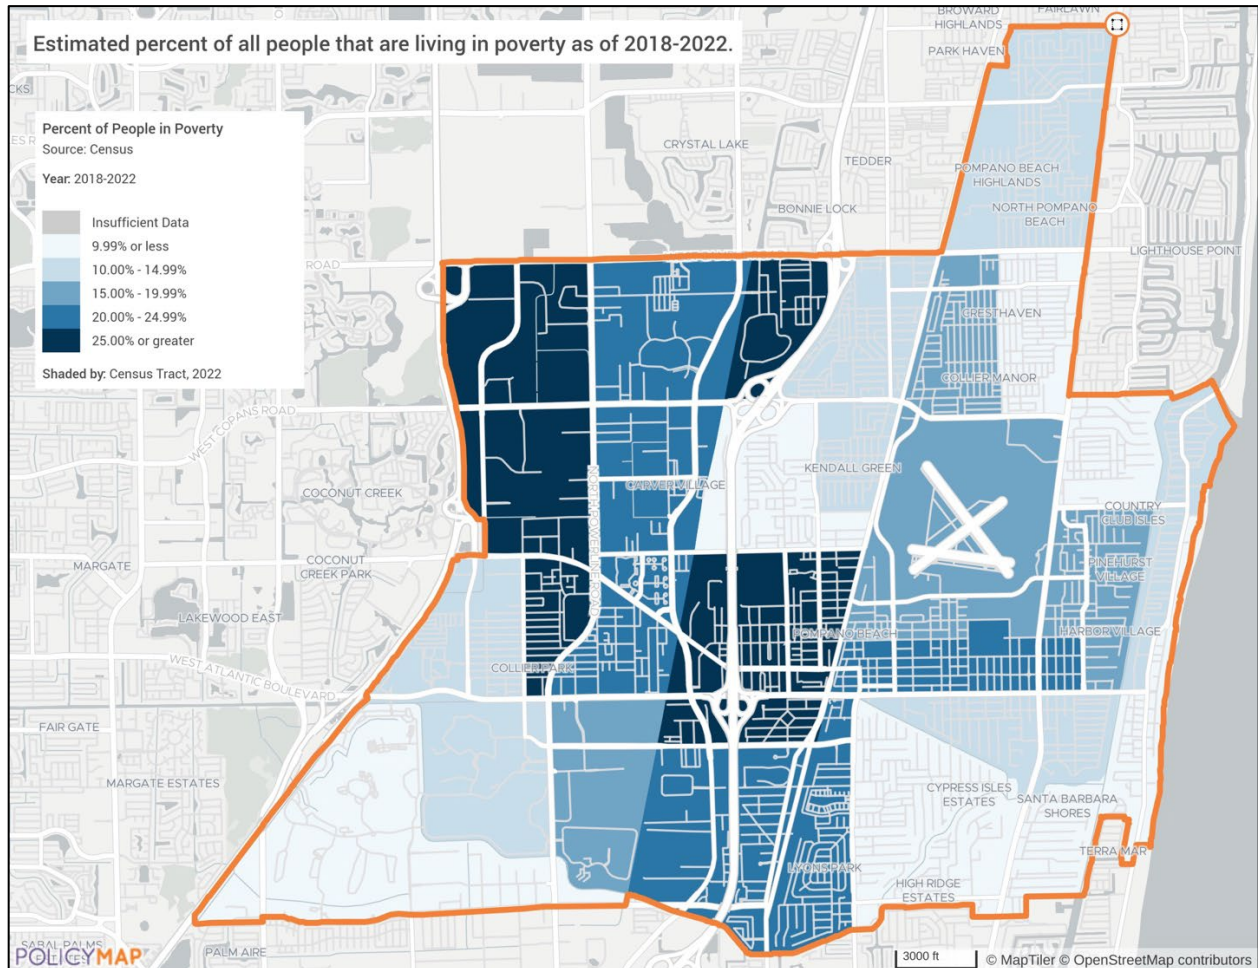 BROWARD
HIGHLANDS
FAIRLAWN
PARK HAVEN
Estimated percent of all people that are living in poverty as of 2018-2022.
Percent of People in Poverty
Source: Census
Year: 2018-2022
Insufficient Data
9.99% or less
10.00% - 14.99%
15.00% - 19.99%
20.00% - 24.99%
25.00% or greater
Shaded by: Census Tract, 2022
CRYSTAL LAKE
TEDDER
POMPANO BEACH
HIGHLANDS
BONNIE LOCK
NORTH POMPANO
BEACH
LIGHTHOUSE POINT
ROAD
CRESTHAVEN
COLLIER MANOR
WEST COPANS ROAD
KENDALL GREEN
NORTH POWERLINE ROAD
CARVER VILLAGE
COCONUT CREEK
COUNTRY
CLUB ISLES
COCONUT
CREEK PARK
MARGATE
PINEHURST
VILLAGE
LAKEWOOD EAST
POMPANO BEACH
HARBOR VILLAGE
COLLIER PARK
WEST ATLANTIC BOULEVARD
FAIR GATE
MARGATE ESTATES
CYPRESS ISLES
ESTATES
SANTA BARBARA
SHORES
TERRA MAR
LYONS PARK
HIGH RIDGE
ESTATES
SABAL PALMS
PALM AIRE
POLICYMAP
3000 ft
© MapTiler © OpenStreetMap contributors